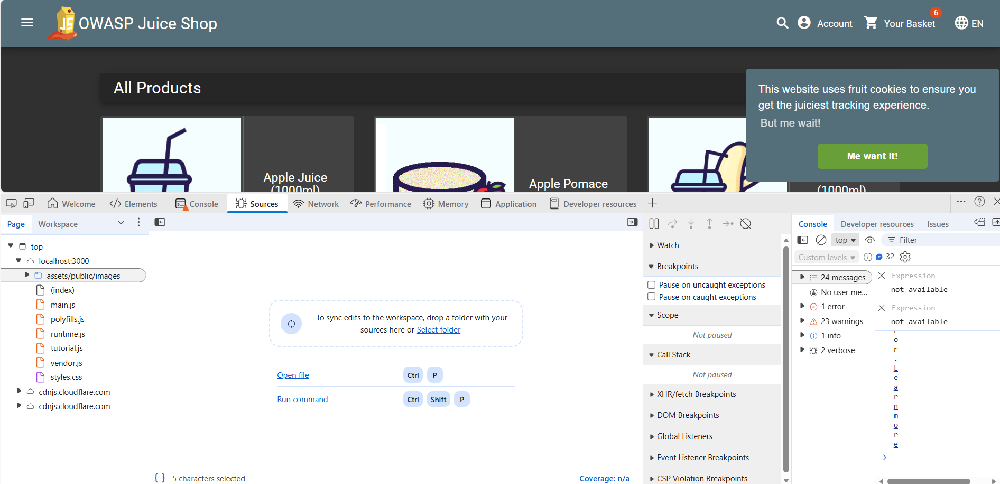 OWASP Juice Shop
Account
Your Basket
6
EN
All Products
Apple Juice
(1000ml)
Apple Pomace
(1000ml)
This website uses fruit cookies to ensure you
get the juiciest tracking experience.
But me wait!
Me want it!
Welcome
Elements
Console
Sources
Network
Performance
Memory
Application
Developer resources
Page
Workspace
top
localhost:3000
assets/public/images
(index)
main.js
polyfills.js
runtime.js
tutorial.js
vendor.js
styles.css
cdnjs.cloudflare.com
cdnjs.cloudflare.com
To sync edits to the workspace, drop a folder with your
sources here or Select folder
Open file Ctrl P
Run command Ctrl Shift P
{ } 5 characters selected
Coverage: n/a
Watch
Breakpoints
Pause on uncaught exceptions
Pause on caught exceptions
Scope
Not paused
Call Stack
Not paused
XHR/fetch Breakpoints
DOM Breakpoints
Global Listeners
Event Listener Breakpoints
CSP Violation Breakpoints
Console
Developer resources
Issues
top
Filter
Custom levels
32
24 messages
No user me...
1 error
23 warnings
1 info
2 verbose
Expression
not available
Expression
not available
o
r
.
L
e
a
r
n
m
o
r
e